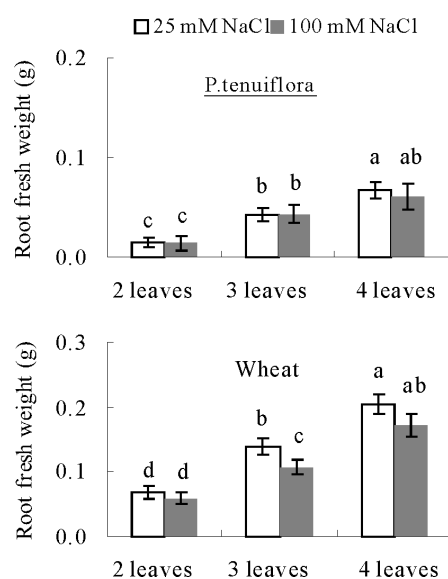 25 mM NaCl 100 mM NaCl
Root fresh weight (g)
0.2
0.1
0.0
P.tenuiflora
c c b b a ab
2 leaves 3 leaves 4 leaves
Root fresh weight (g)
0.3
0.2
0.1
0.0
Wheat
d d b c a ab
2 leaves 3 leaves 4 leaves